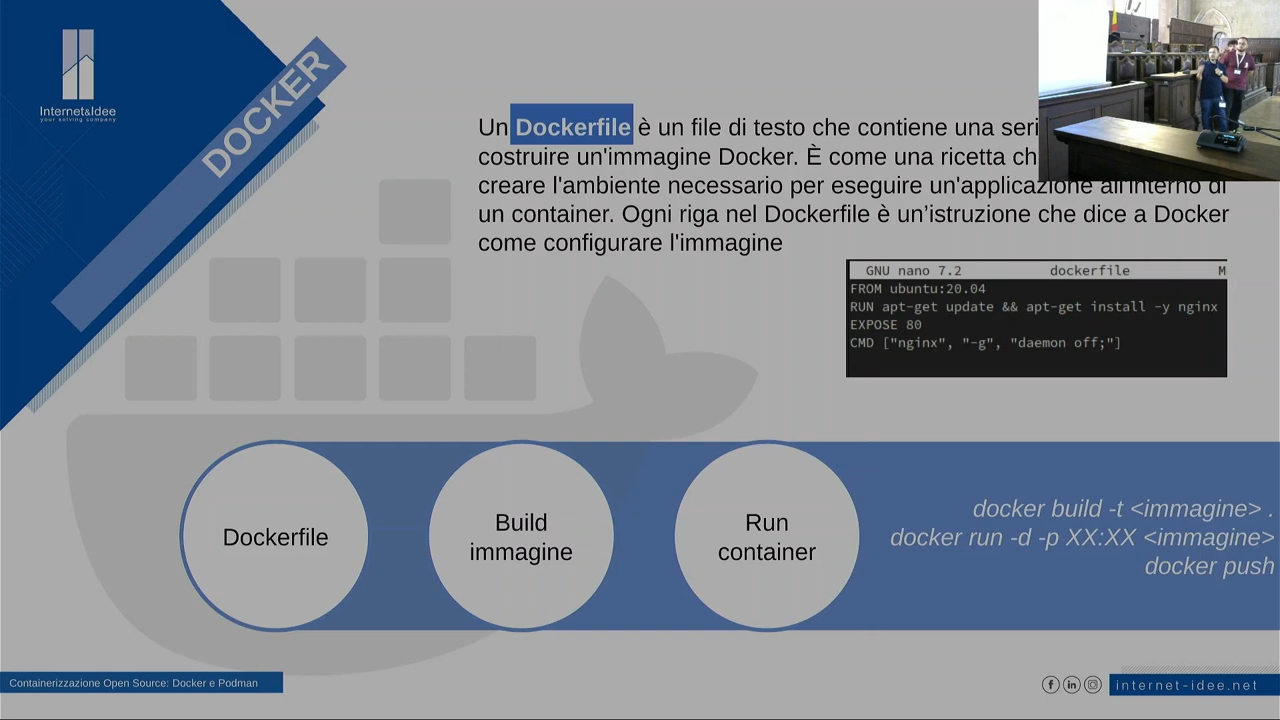 Internet&Idee
your solving company
DOCKER
Un Dockerfile è un file di testo che contiene una seri
costruire un'immagine Docker. È come una ricetta ch
creare l'ambiente necessario per eseguire un'applicazione all'interno di
un container. Ogni riga nel Dockerfile è un’istruzione che dice a Docker
come configurare l'immagine
GNU nano 7.2 dockerfile M
FROM ubuntu:20.04
RUN apt-get update && apt-get install -y nginx
EXPOSE 80
CMD ["nginx", "-g", "daemon off;"]
Dockerfile
Build
immagine
Run
container
docker build -t <immagine> .
docker run -d -p XX:XX <immagine>
docker push
Containerizzazione Open Source: Docker e Podman
internet-idee.net